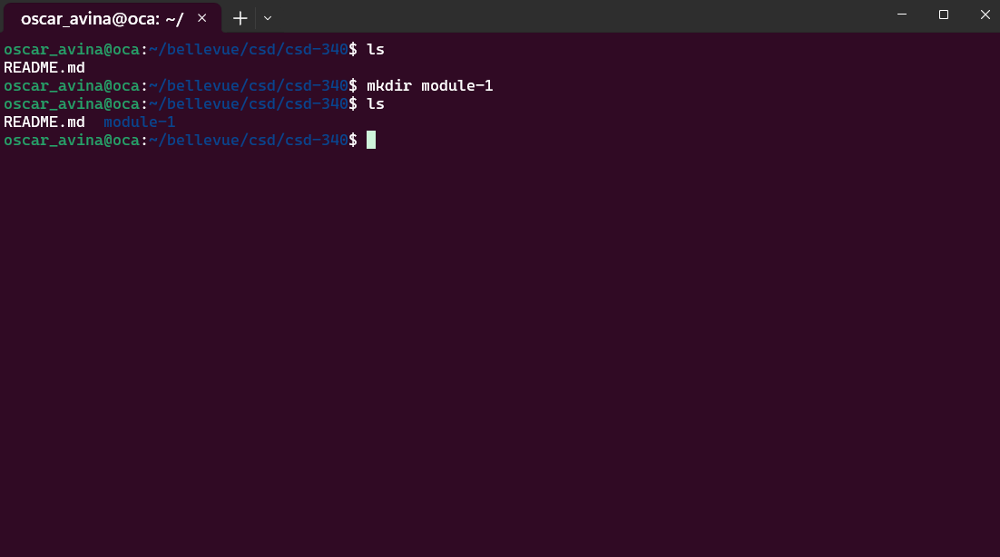 oscar_avina@oca: ~/
oscar_avina@oca:~/bellevue/csd/csd-340$ ls
README.md
oscar_avina@oca:~/bellevue/csd/csd-340$ mkdir module-1
oscar_avina@oca:~/bellevue/csd/csd-340$ ls
README.md  module-1
oscar_avina@oca:~/bellevue/csd/csd-340$